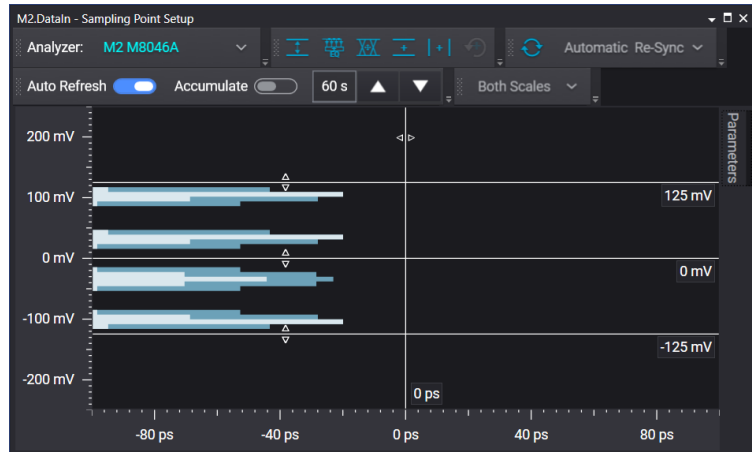 M2.DataIn - Sampling Point Setup
Analyzer: M2 M8046A Automatic Re-Sync
Auto Refresh Accumulate 60 s Both Scales
Parameters
200 mV
100 mV 125 mV
0 mV 0 mV
-100 mV
-125 mV
-200 mV
0 ps
-80 ps -40 ps 0 ps 40 ps 80 ps